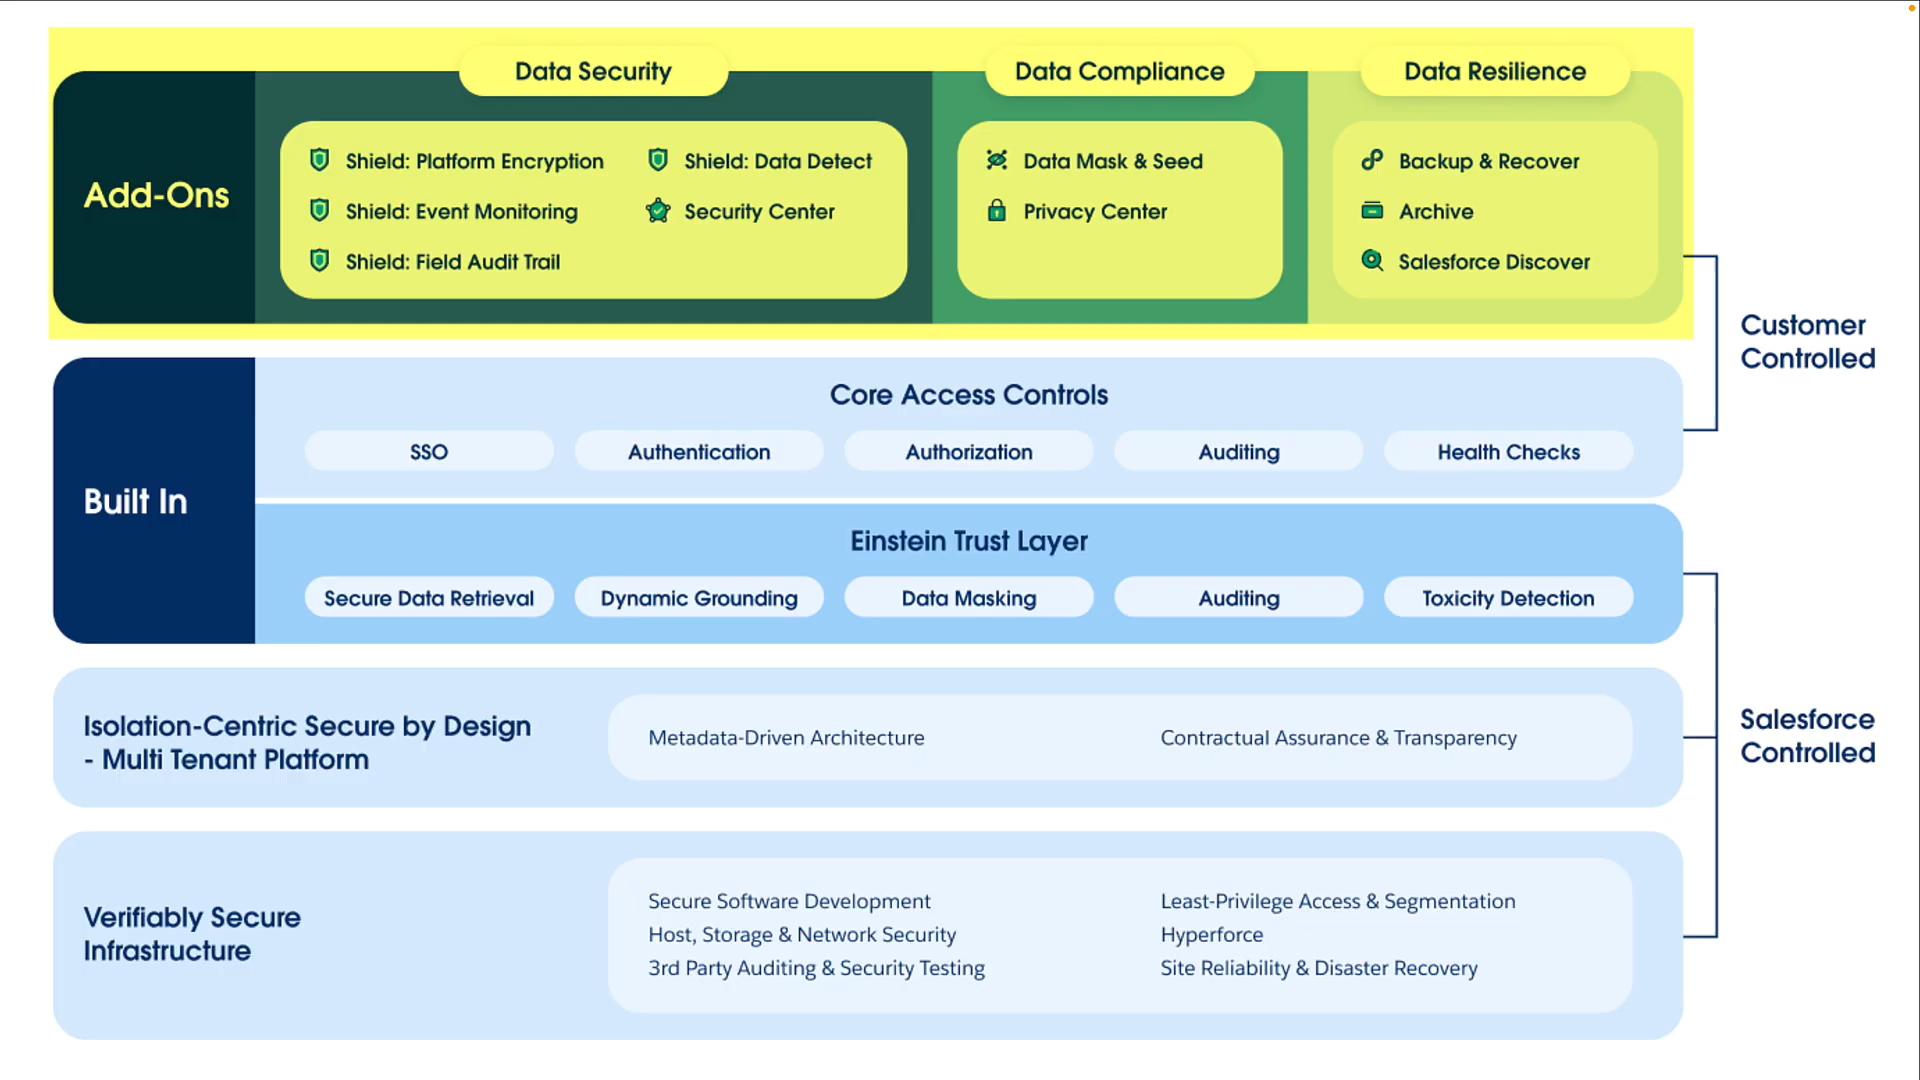 Data Security
Data Compliance
Data Resilience
Add-Ons
Shield: Platform Encryption
Shield: Event Monitoring
Shield: Field Audit Trail
Shield: Data Detect
Security Center
Data Mask & Seed
Privacy Center
Backup & Recover
Archive
Salesforce Discover
Customer
Controlled
Built In
Core Access Controls
SSO
Authentication
Authorization
Auditing
Health Checks
Einstein Trust Layer
Secure Data Retrieval
Dynamic Grounding
Data Masking
Auditing
Toxicity Detection
Isolation-Centric Secure by Design
- Multi Tenant Platform
Metadata-Driven Architecture
Contractual Assurance & Transparency
Salesforce
Controlled
Verifiably Secure
Infrastructure
Secure Software Development
Host, Storage & Network Security
3rd Party Auditing & Security Testing
Least-Privilege Access & Segmentation
Hyperforce
Site Reliability & Disaster Recovery